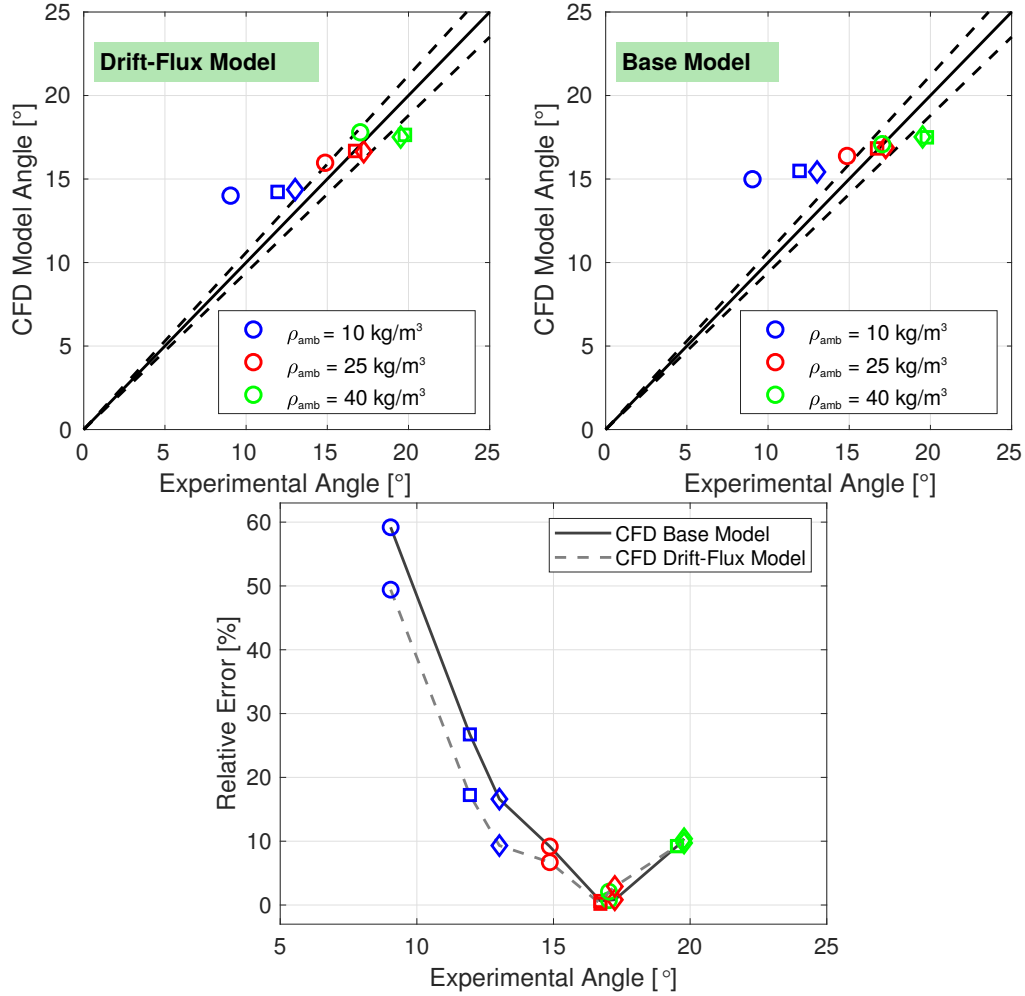 Drift-Flux Model
CFD Model Angle [°]
25
20
15
10
5
0
ρamb = 10 kg/m³
ρamb = 25 kg/m³
ρamb = 40 kg/m³
0 5 10 15 20 25
Experimental Angle [°]
Base Model
CFD Model Angle [°]
25
20
15
10
5
0
ρamb = 10 kg/m³
ρamb = 25 kg/m³
ρamb = 40 kg/m³
0 5 10 15 20 25
Experimental Angle [°]
Relative Error [%]
60
50
40
30
20
10
0
CFD Base Model
CFD Drift-Flux Model
5 10 15 20 25
Experimental Angle [°]